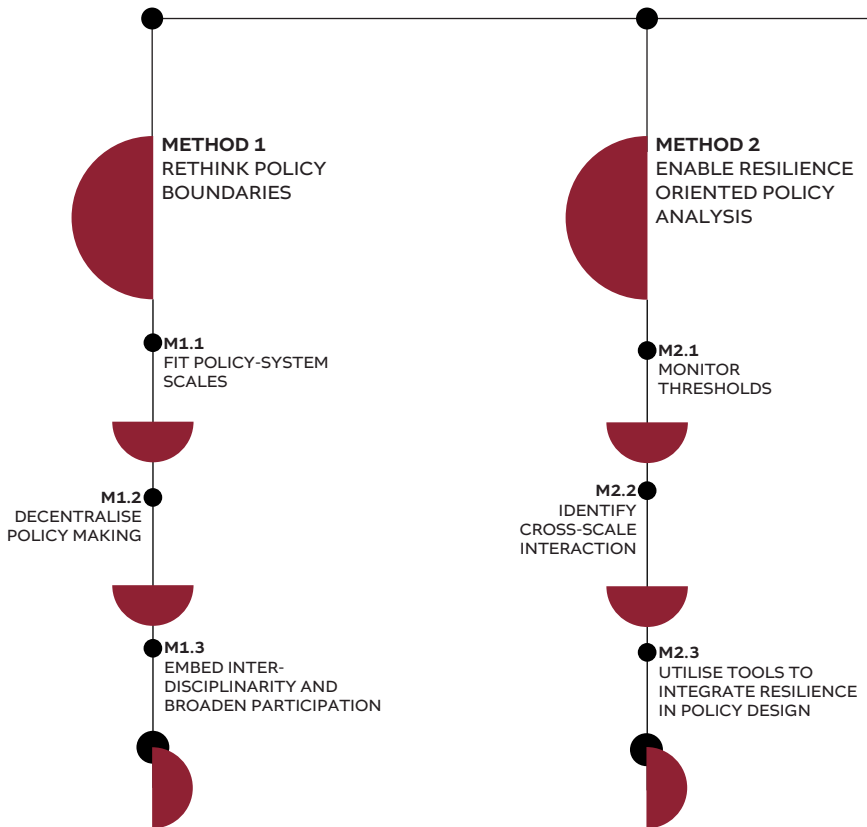 METHOD 1
RETHINK POLICY
BOUNDARIES
M1.1
FIT POLICY-SYSTEM
SCALES
M1.2
DECENTRALISE
POLICY MAKING
M1.3
EMBED INTER-
DISCIPLINARITY AND
BROADEN PARTICIPATION
METHOD 2
ENABLE RESILIENCE
ORIENTED POLICY
ANALYSIS
M2.1
MONITOR
THRESHOLDS
M2.2
IDENTIFY
CROSS-SCALE
INTERACTION
M2.3
UTILISE TOOLS TO
INTEGRATE RESILIENCE
IN POLICY DESIGN